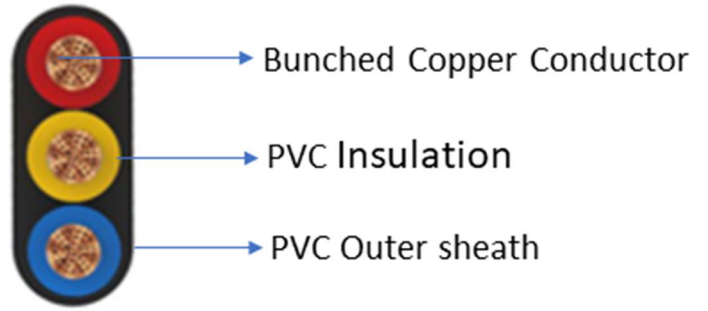 Bunched Copper Conductor
PVC Insulation
PVC Outer sheath